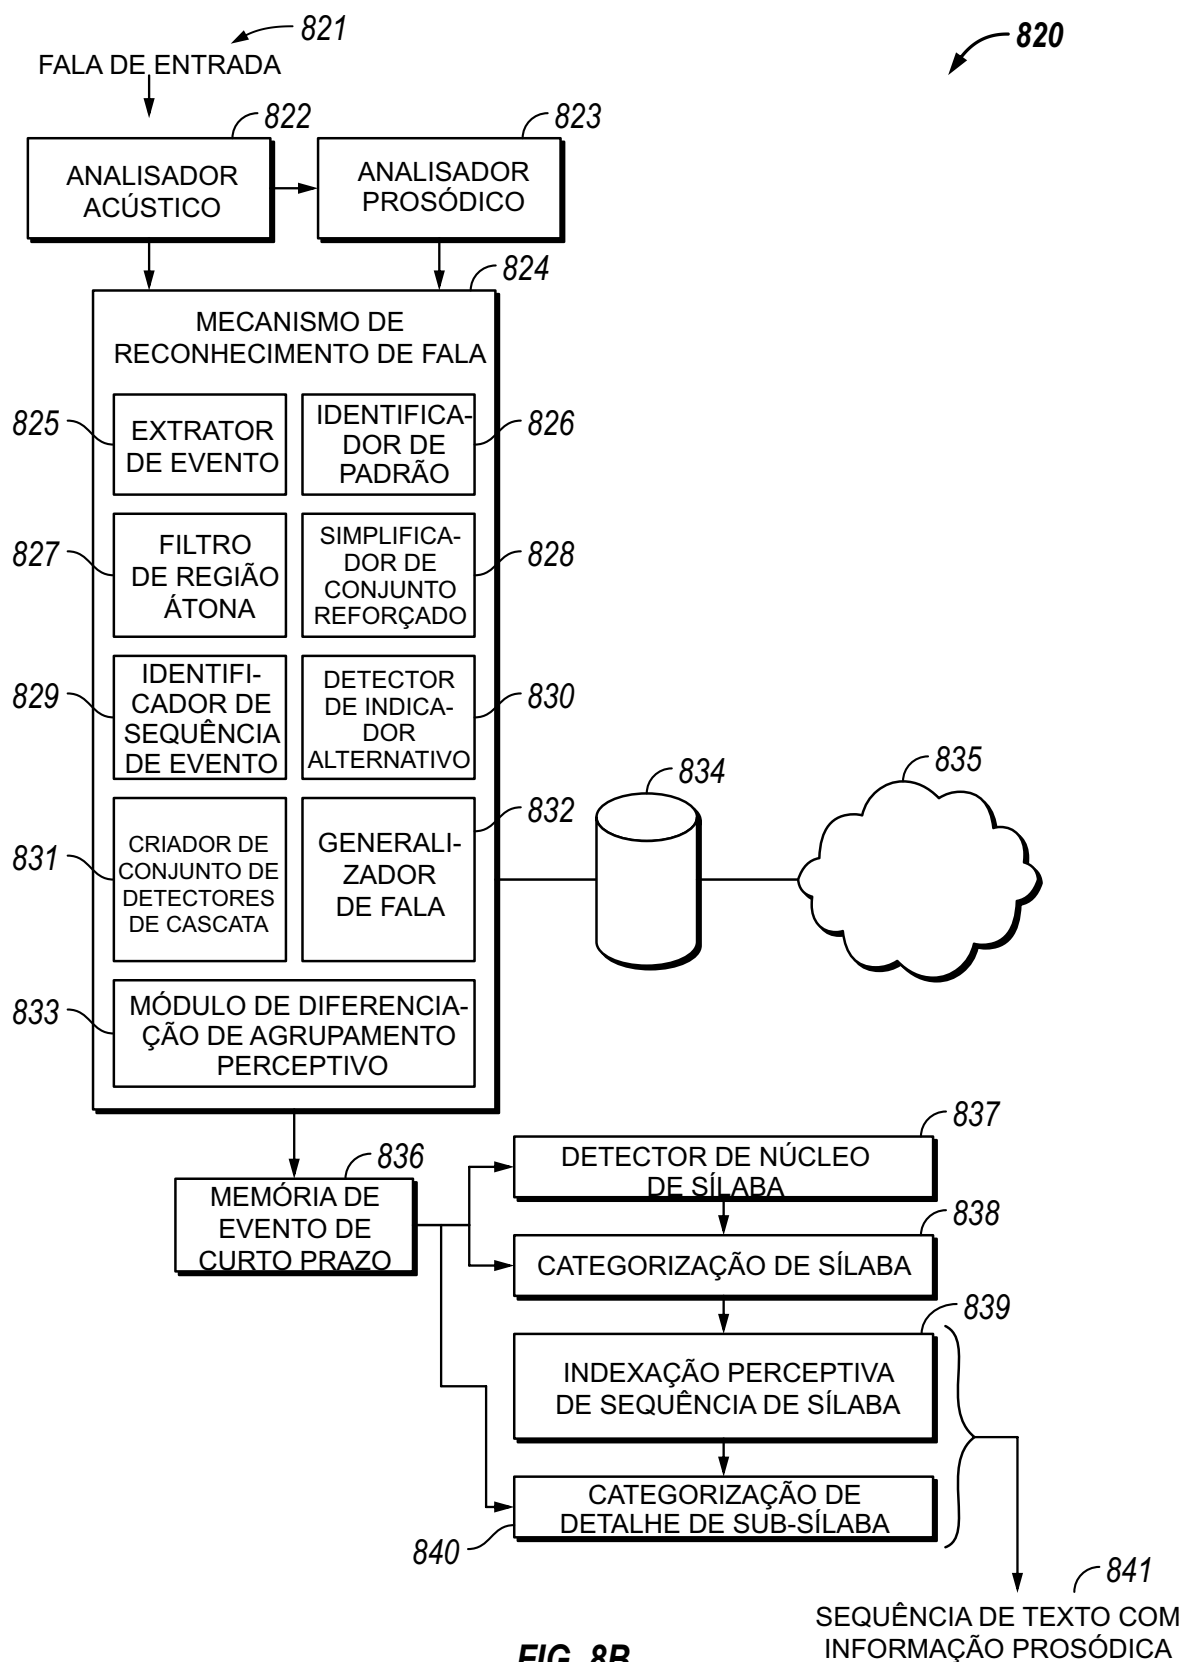 821
820
FALA DE ENTRADA
822
823
ANALISADOR
ACÚSTICO
ANALISADOR
PROSÓDICO
824
MECANISMO DE
RECONHECIMENTO DE FALA
825
EXTRATOR
DE EVENTO
IDENTIFICA-
DOR DE
PADRÃO
826
827
FILTRO
DE REGIÃO
ÁTONA
SIMPLIFICA-
DOR DE
CONJUNTO
REFORÇADO
828
829
IDENTIFI-
CADOR DE
SEQUÊNCIA
DE EVENTO
DETECTOR
DE INDICA-
DOR
ALTERNATIVO
830
831
CRIADOR DE
CONJUNTO DE
DETECTORES
DE CASCATA
GENERALI-
ZADOR
DE FALA
832
834
835
833
MÓDULO DE DIFERENCIA-
ÇÃO DE AGRUPAMENTO
PERCEPTIVO
836
MEMÓRIA DE
EVENTO DE
CURTO PRAZO
837
DETECTOR DE NÚCLEO
DE SÍLABA
838
CATEGORIZAÇÃO DE SÍLABA
839
INDEXAÇÃO PERCEPTIVA
DE SEQUÊNCIA DE SÍLABA
CATEGORIZAÇÃO DE
DETALHE DE SUB-SÍLABA
840
841
SEQUÊNCIA DE TEXTO COM
INFORMAÇÃO PROSÓDICA
FIG. 8B